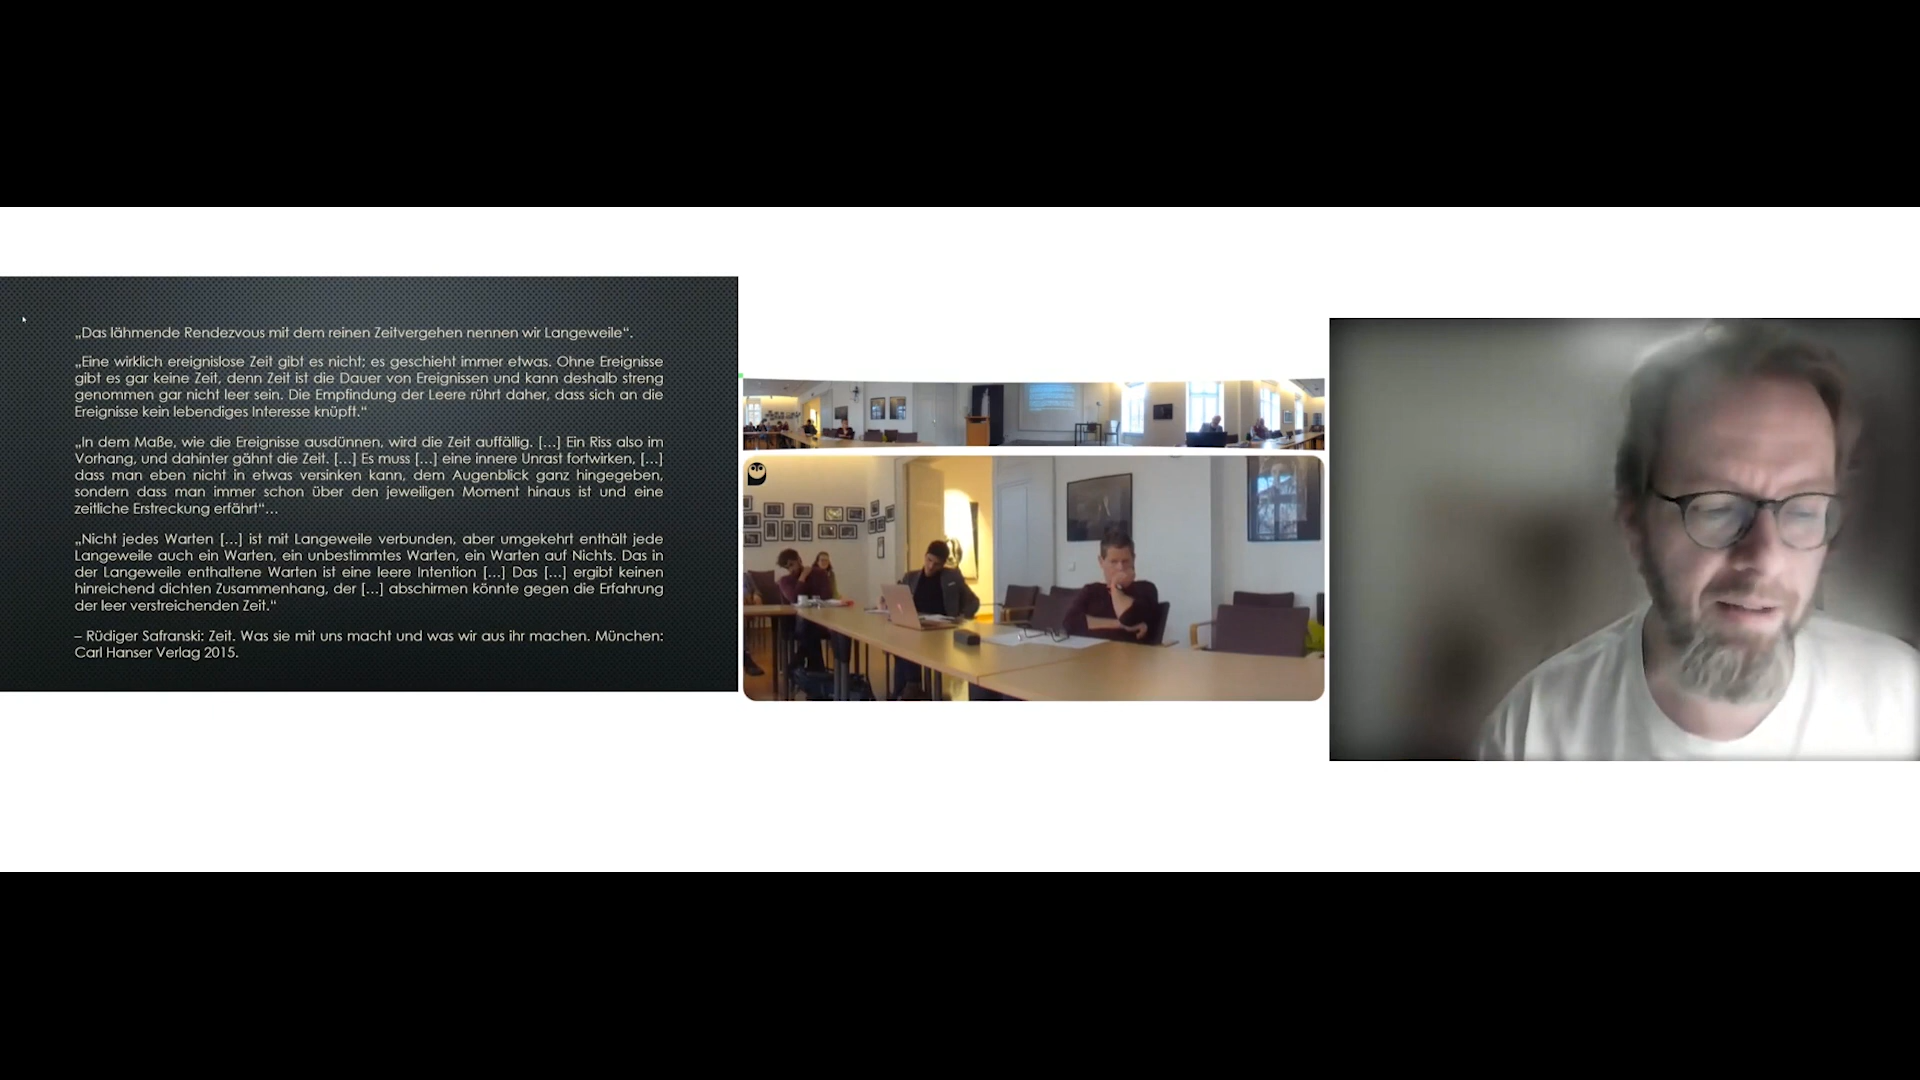 „Das lähmende Rendezvous mit dem reinen Zeitvergehen nennen wir Langeweile“.
„Eine wirklich ereignislose Zeit gibt es nicht; es geschieht immer etwas. Ohne Ereignisse
gibt es gar keine Zeit, denn Zeit ist die Dauer von Ereignissen und kann deshalb streng
genommen gar nicht leer sein. Die Empfindung der Leere rührt daher, dass sich an die
Ereignisse kein lebendiges Interesse knüpft.“
„In dem Maße, wie die Ereignisse ausdünnen, wird die Zeit auffällig. [...] Ein Riss also im
Vorhang, und dahinter gähnt die Zeit. [...] Es muss [...] eine innere Unrast fortwirken, [...]
dass man eben nicht in etwas versinken kann, dem Augenblick ganz hingegeben,
sondern dass man immer schon über den jeweiligen Moment hinaus ist und eine
zeitliche Erstreckung erfährt“...
„Nicht jedes Warten [...] ist mit Langeweile verbunden, aber umgekehrt enthält jede
Langeweile auch ein Warten, ein unbestimmtes Warten, ein Warten auf Nichts. Das in
der Langeweile enthaltene Warten ist eine leere Intention [...] Das [...] ergibt keinen
hinreichend dichten Zusammenhang, der [...] abschirmen könnte gegen die Erfahrung
der leer verstreichenden Zeit.“
– Rüdiger Safranski: Zeit. Was sie mit uns macht und was wir aus ihr machen. München:
Carl Hanser Verlag 2015.